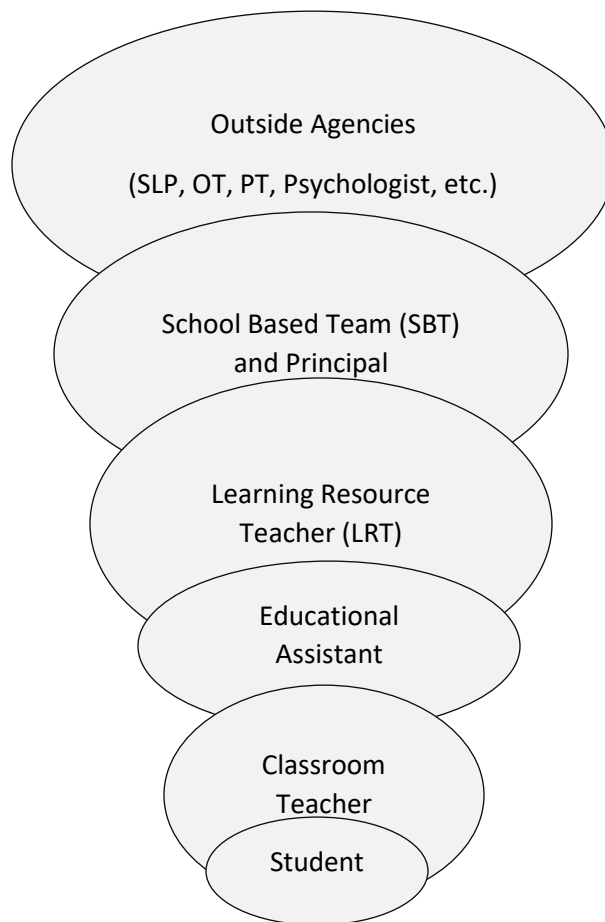 Outside Agencies
(SLP, OT, PT, Psychologist, etc.)
School Based Team (SBT)
and Principal
Learning Resource
Teacher (LRT)
Educational
Assistant
Classroom
Teacher
Student